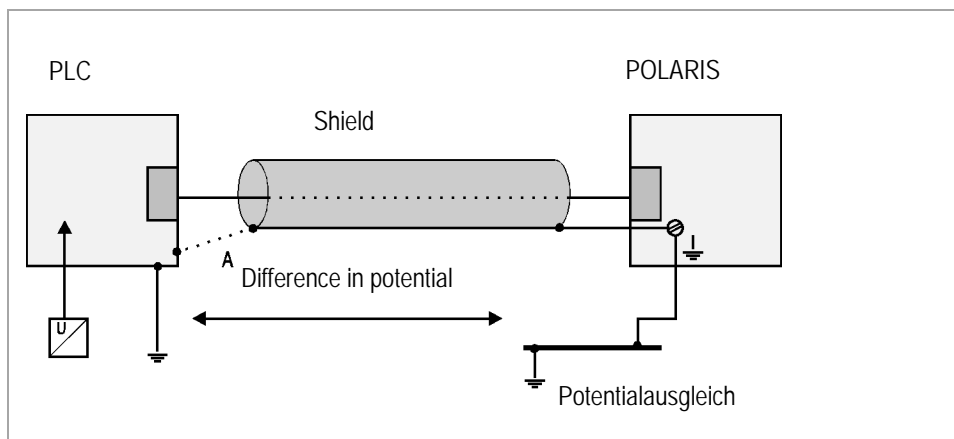 PLC
POLARIS
Shield
A
Difference in potential
U
Potentialausgleich